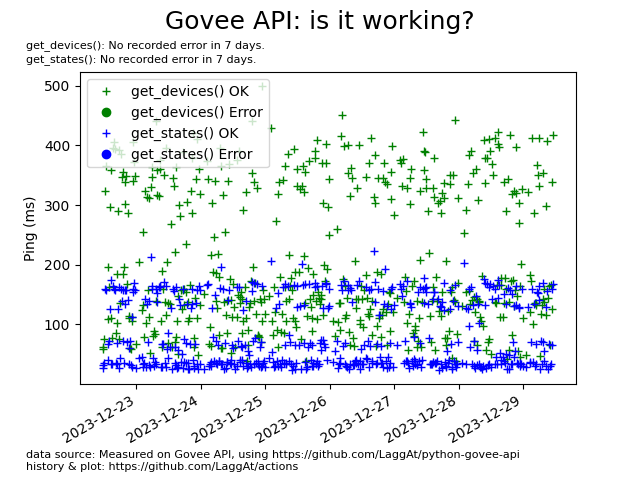 Govee API: is it working?
get_devices(): No recorded error in 7 days.
get_states(): No recorded error in 7 days.
get_devices() OK
get_devices() Error
get_states() OK
get_states() Error
Ping (ms)
500
400
300
200
100
2023-12-23
2023-12-24
2023-12-25
2023-12-26
2023-12-27
2023-12-28
2023-12-29
data source: Measured on Govee API, using https://github.com/LaggAt/python-govee-api
history & plot: https://github.com/LaggAt/actions